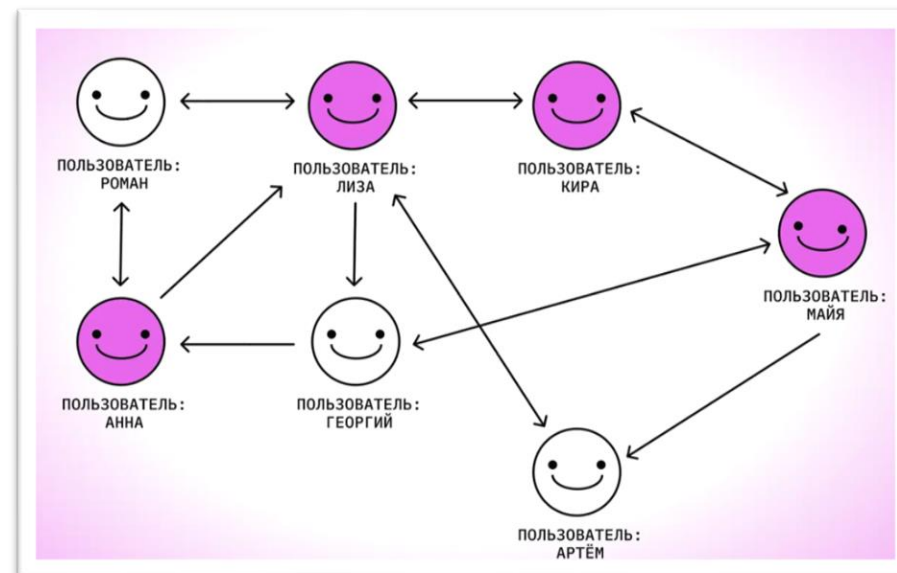 ПОЛЬЗОВАТЕЛЬ:
РОМАН
ПОЛЬЗОВАТЕЛЬ:
ЛИЗА
ПОЛЬЗОВАТЕЛЬ:
КИРА
ПОЛЬЗОВАТЕЛЬ:
МАЙЯ
ПОЛЬЗОВАТЕЛЬ:
АННА
ПОЛЬЗОВАТЕЛЬ:
ГЕОРГИЙ
ПОЛЬЗОВАТЕЛЬ:
АРТЁМ